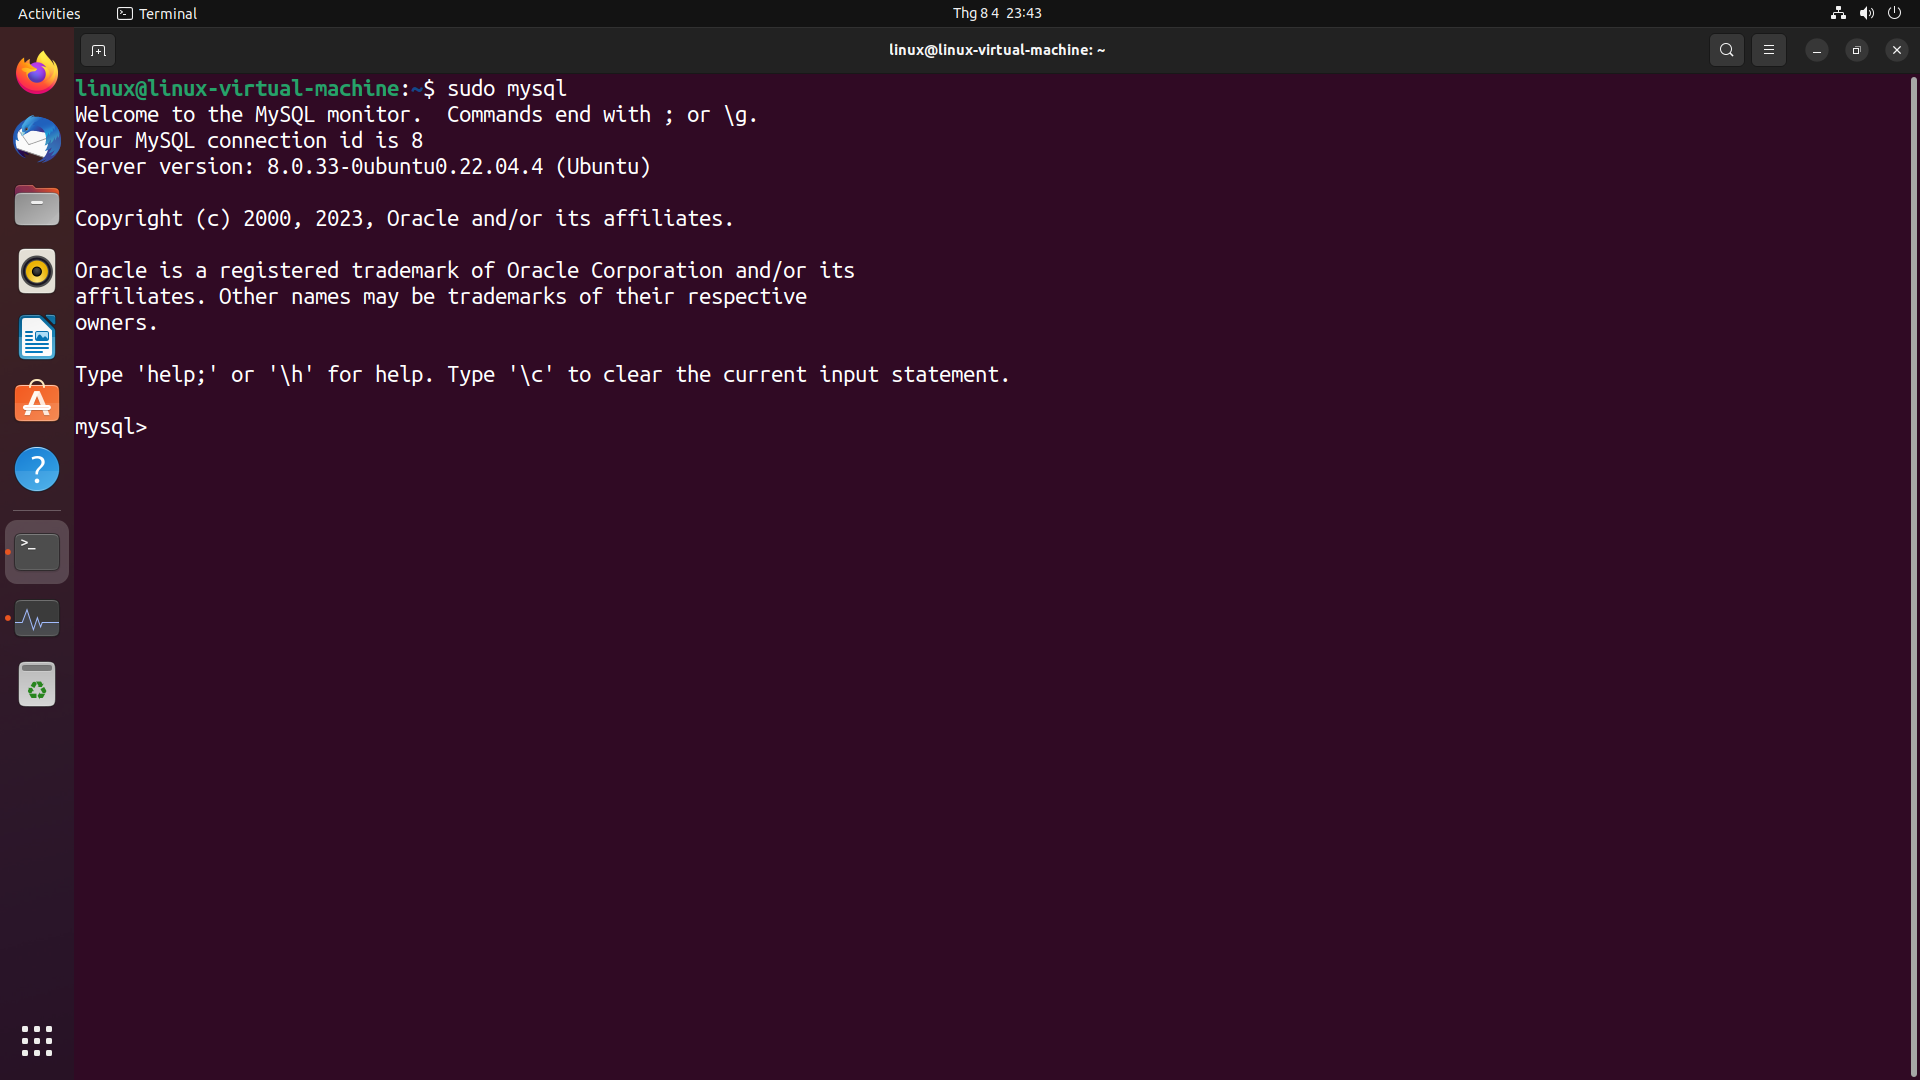 Activities Terminal Thg 8 4 23:43
linux@linux-virtual-machine: ~
linux@linux-virtual-machine:~$ sudo mysql
Welcome to the MySQL monitor.  Commands end with ; or \g.
Your MySQL connection id is 8
Server version: 8.0.33-0ubuntu0.22.04.4 (Ubuntu)

Copyright (c) 2000, 2023, Oracle and/or its affiliates.

Oracle is a registered trademark of Oracle Corporation and/or its
affiliates. Other names may be trademarks of their respective
owners.

Type 'help;' or '\h' for help. Type '\c' to clear the current input statement.

mysql>